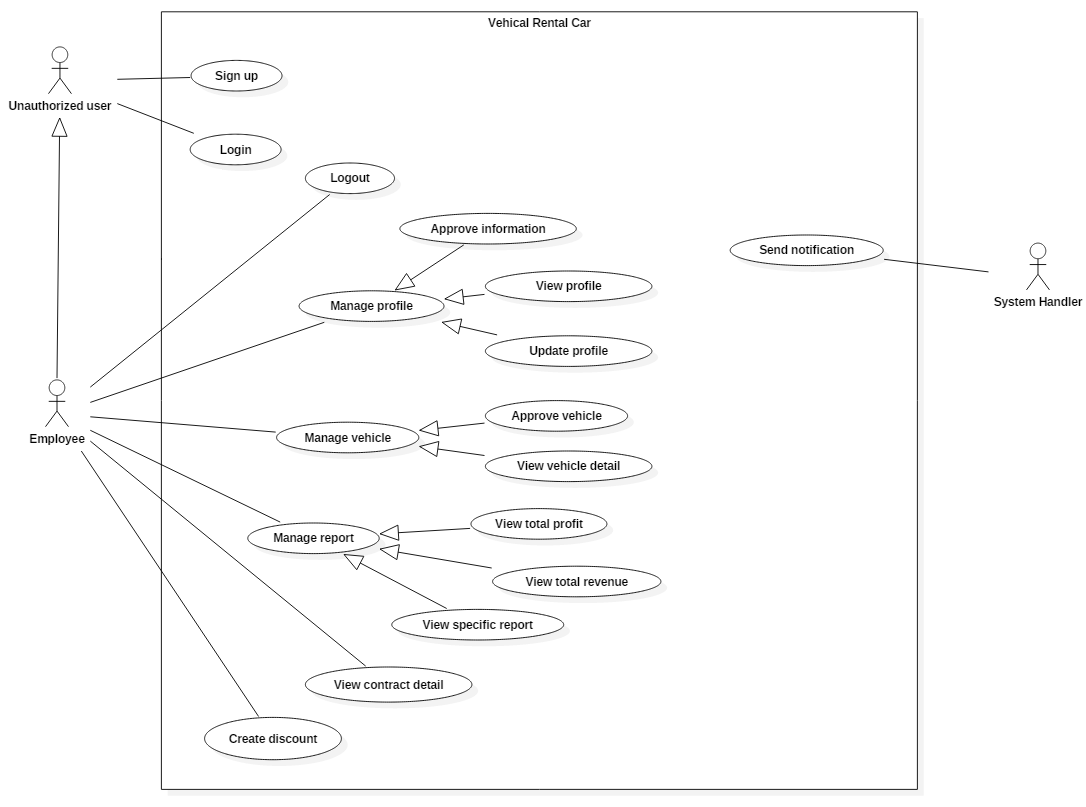 Vehical Rental Car
Unauthorized user
Sign up
Login
Logout
Approve information
Send notification
System Handler
View profile
Manage profile
Update profile
Employee
Approve vehicle
Manage vehicle
View vehicle detail
View total profit
Manage report
View total revenue
View specific report
View contract detail
Create discount